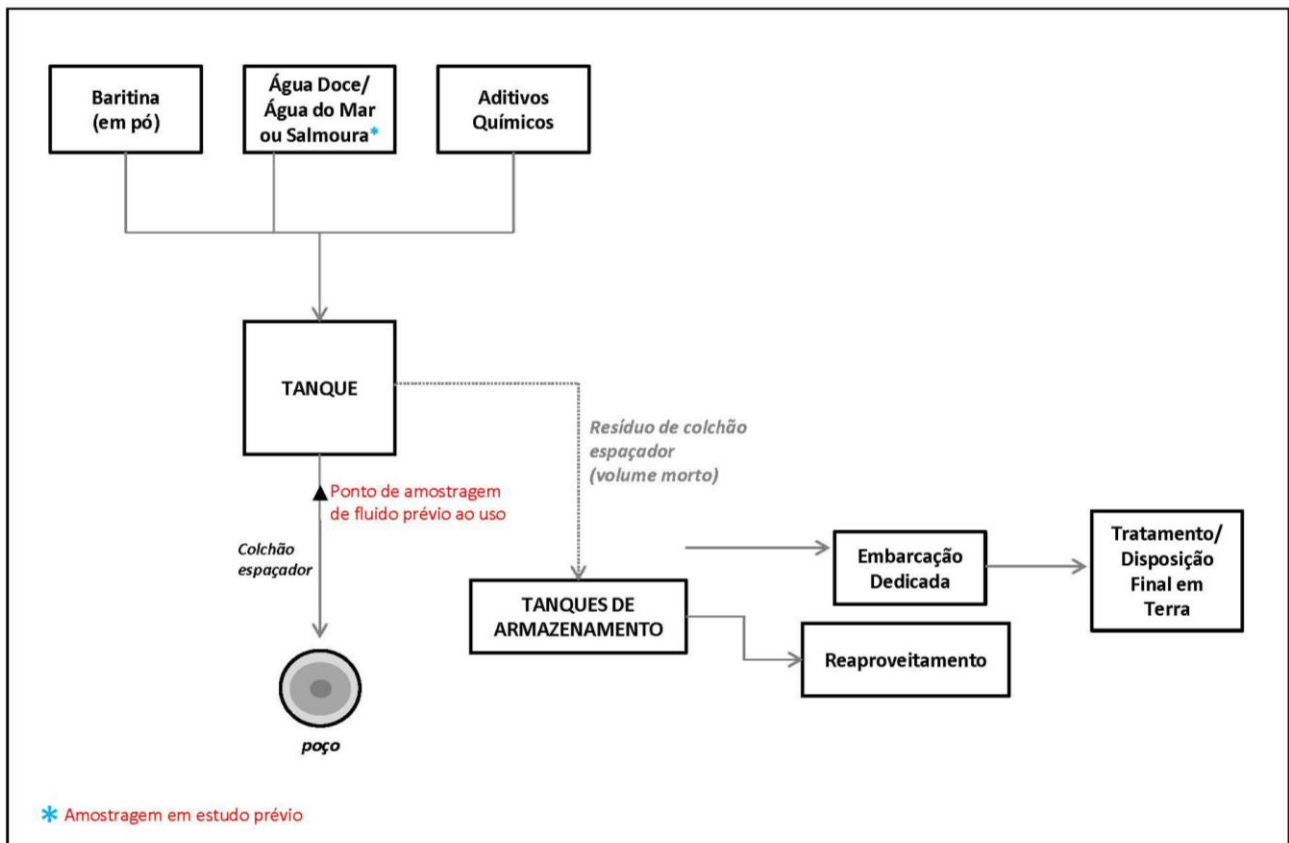 Baritina
(em pó)
Água Doce/
Água do Mar
ou Salmoura*
Aditivos
Químicos
TANQUE
Resíduo de colchão
espaçador
(volume morto)
Ponto de amostragem
de fluido prévio ao uso
Colchão
espaçador
Embarcação
Dedicada
Tratamento/
Disposição
Final em
Terra
TANQUES DE
ARMAZENAMENTO
Reaproveitamento
poço
* Amostragem em estudo prévio